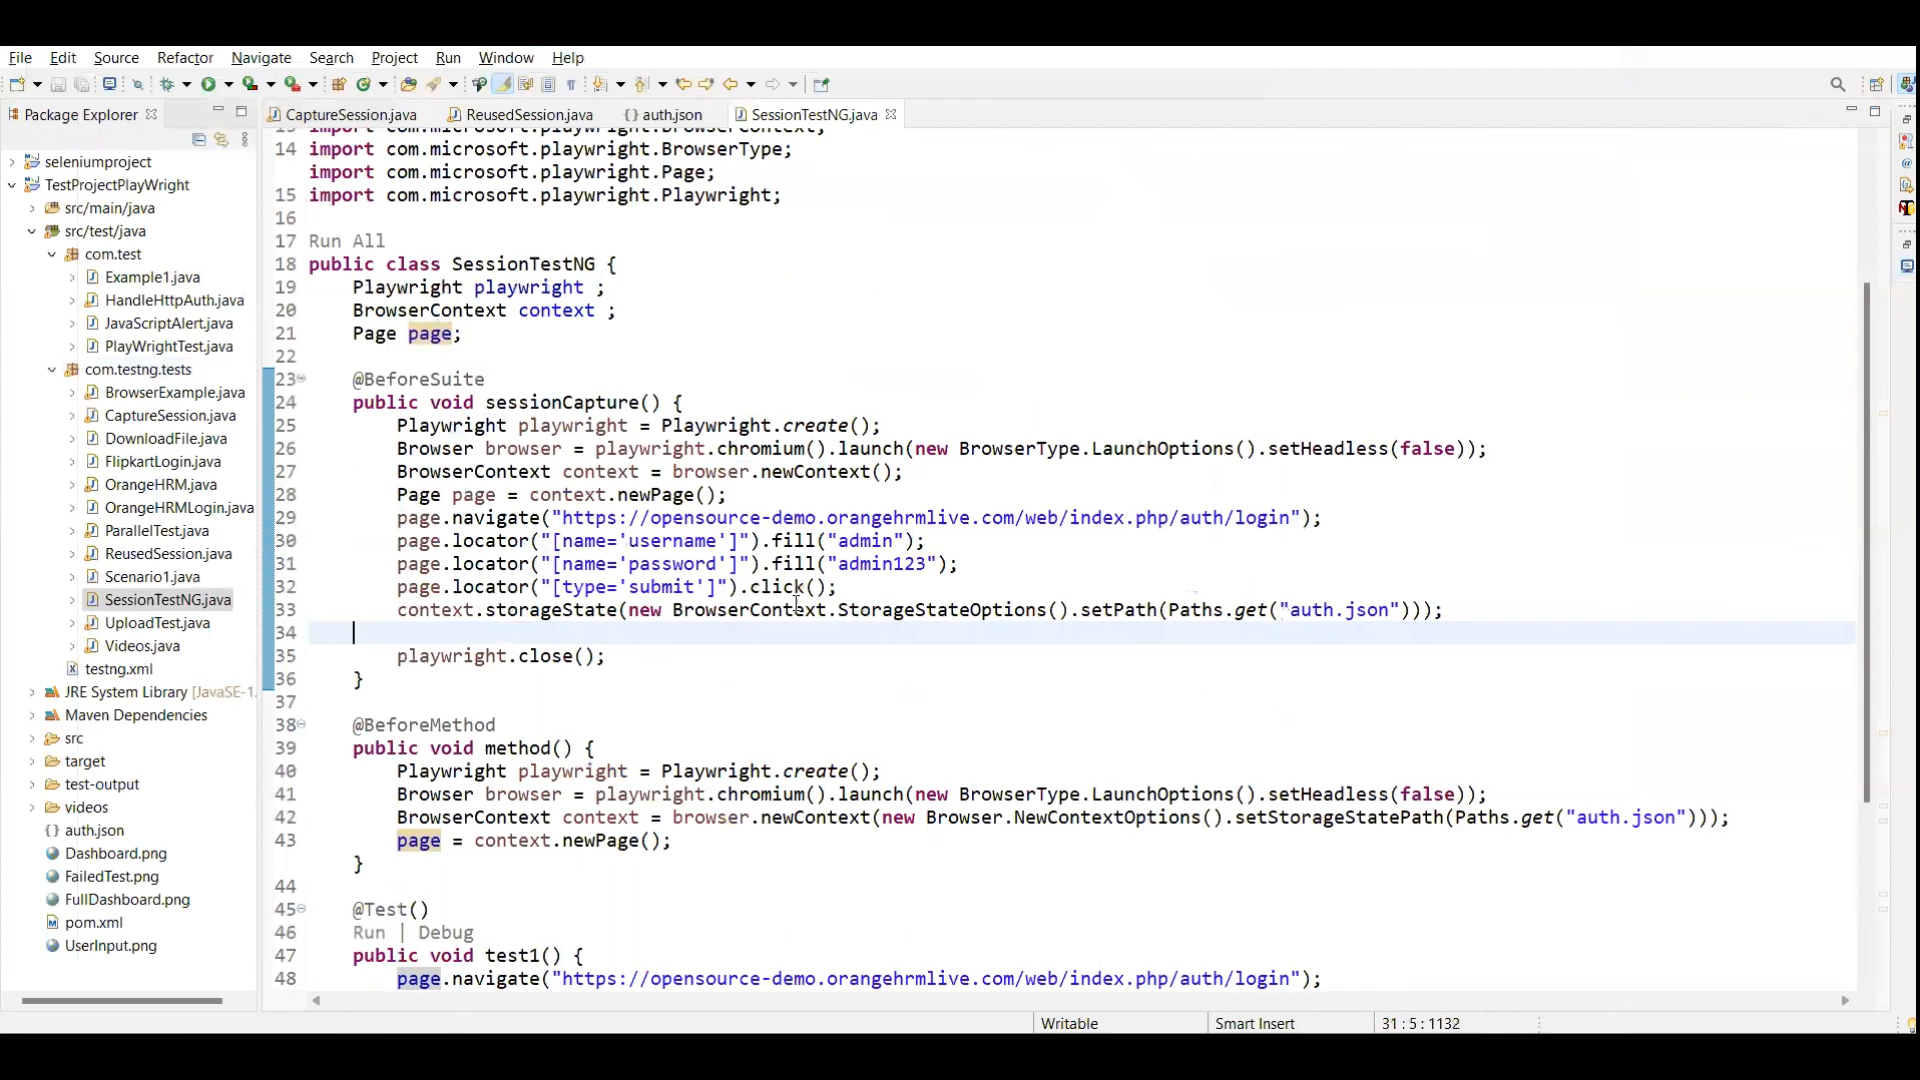 File Edit Source Refactor Navigate Search Project Run Window Help
Package Explorer
CaptureSession.java ReusedSession.java {} auth.json SessionTestNG.java
seleniumproject
TestProjectPlayWright
src/main/java
src/test/java
com.test
Example1.java
HandleHttpAuth.java
JavaScriptAlert.java
PlayWrightTest.java
com.testng.tests
BrowserExample.java
CaptureSession.java
DownloadFile.java
FlipkartLogin.java
OrangeHRM.java
OrangeHRMLogin.java
ParallelTest.java
ReusedSession.java
Scenario1.java
SessionTestNG.java
UploadTest.java
Videos.java
testng.xml
JRE System Library [JavaSE-1.
Maven Dependencies
src
target
test-output
videos
{} auth.json
Dashboard.png
FailedTest.png
FullDashboard.png
pom.xml
UserInput.png
13 import com.microsoft.playwright.BrowserContext;
14 import com.microsoft.playwright.BrowserType;
import com.microsoft.playwright.Page;
15 import com.microsoft.playwright.Playwright;
16
17 Run All
18 public class SessionTestNG {
19 Playwright playwright ;
20 BrowserContext context ;
21 Page page;
22
23 @BeforeSuite
24 public void sessionCapture() {
25 Playwright playwright = Playwright.create();
26 Browser browser = playwright.chromium().launch(new BrowserType.LaunchOptions().setHeadless(false));
27 BrowserContext context = browser.newContext();
28 Page page = context.newPage();
29 page.navigate("https://opensource-demo.orangehrmlive.com/web/index.php/auth/login");
30 page.locator("[name='username']").fill("admin");
31 page.locator("[name='password']").fill("admin123");
32 page.locator("[type='submit']").click();
33 context.storageState(new BrowserContext.StorageStateOptions().setPath(Paths.get("auth.json")));
34
35 playwright.close();
36 }
37
38 @BeforeMethod
39 public void method() {
40 Playwright playwright = Playwright.create();
41 Browser browser = playwright.chromium().launch(new BrowserType.LaunchOptions().setHeadless(false));
42 BrowserContext context = browser.newContext(new Browser.NewContextOptions().setStorageStatePath(Paths.get("auth.json")));
43 page = context.newPage();
}
44
45 @Test()
46 Run | Debug
47 public void test1() {
48 page.navigate("https://opensource-demo.orangehrmlive.com/web/index.php/auth/login");
Writable Smart Insert 31 : 5 : 1132